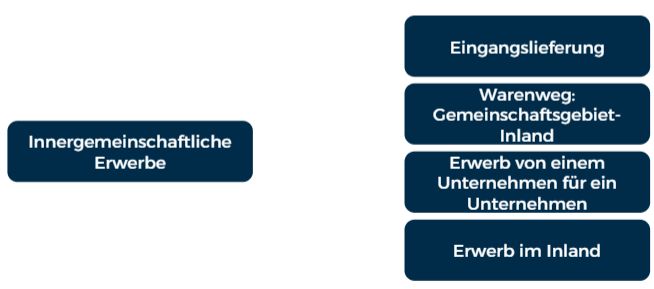 Innergemeinschaftliche
Erwerbe
Eingangslieferung
Warenweg:
Gemeinschaftsgebiet-
Inland
Erwerb von einem
Unternehmen für ein
Unternehmen
Erwerb im Inland